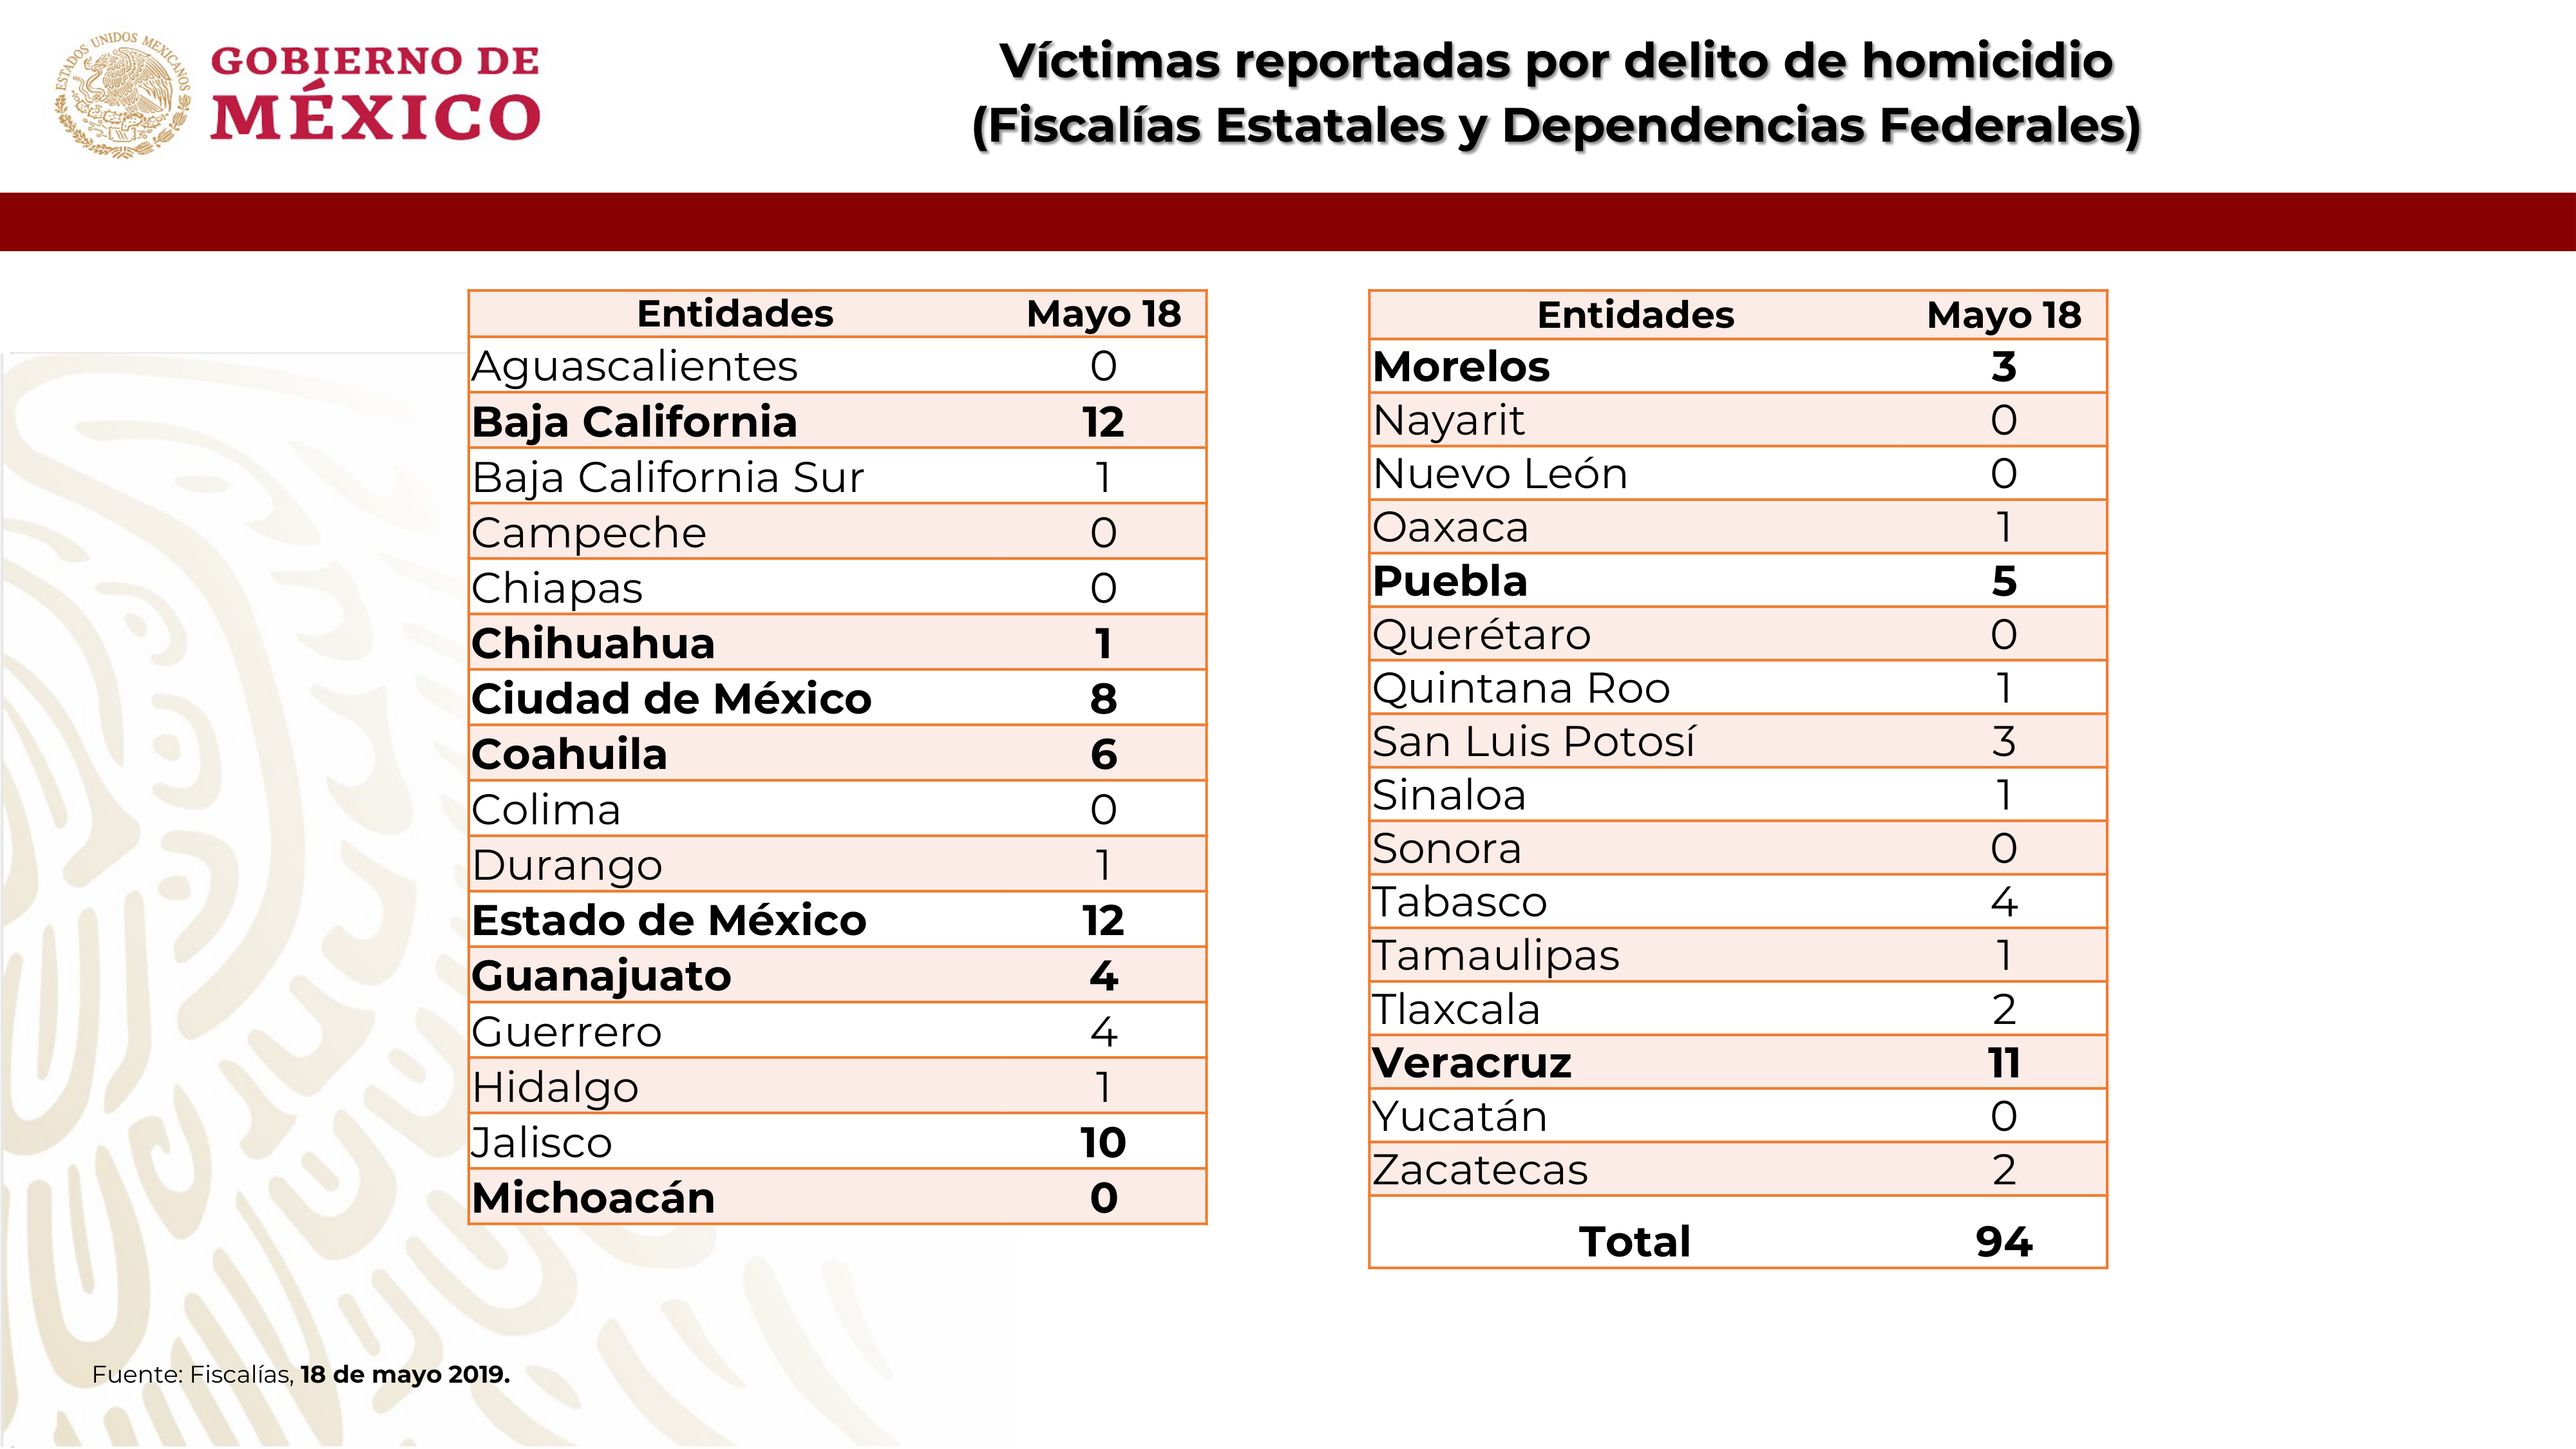 ESTADOS UNIDOS MEXICANOS
GOBIERNO DE
MÉXICO
Víctimas reportadas por delito de homicidio
(Fiscalías Estatales y Dependencias Federales)
Entidades Mayo 18
Aguascalientes 0
Baja California 12
Baja California Sur 1
Campeche 0
Chiapas 0
Chihuahua 1
Ciudad de México 8
Coahuila 6
Colima 0
Durango 1
Estado de México 12
Guanajuato 4
Guerrero 4
Hidalgo 1
Jalisco 10
Michoacán 0
Entidades Mayo 18
Morelos 3
Nayarit 0
Nuevo León 0
Oaxaca 1
Puebla 5
Querétaro 0
Quintana Roo 1
San Luis Potosí 3
Sinaloa 1
Sonora 0
Tabasco 4
Tamaulipas 1
Tlaxcala 2
Veracruz 11
Yucatán 0
Zacatecas 2
Total 94
Fuente: Fiscalías, 18 de mayo 2019.